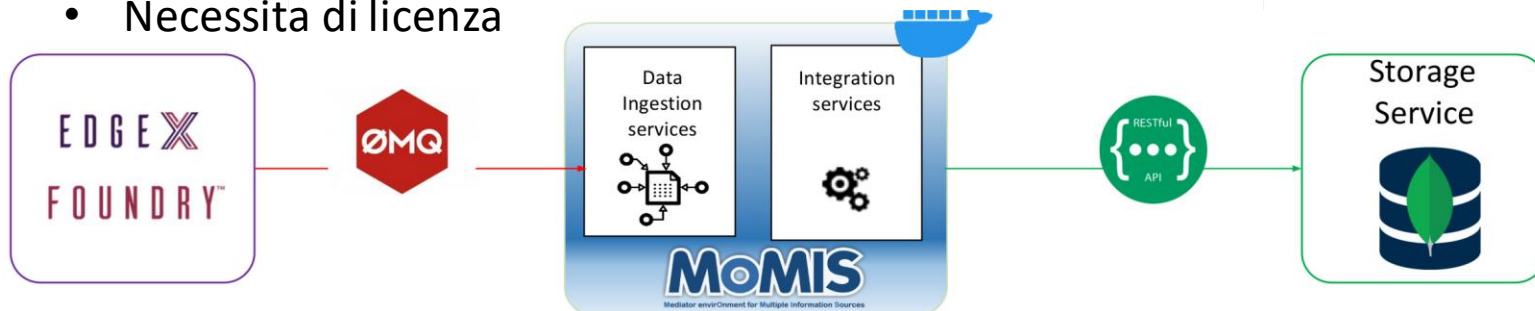 • Necessita di licenza
EDGE X
FOUNDRY™
ØMQ
Data
Ingestion
services
Integration
services
MOMIS
Mediator envirOnment for Multiple Information Sources
RESTful
{•••}
API
Storage
Service